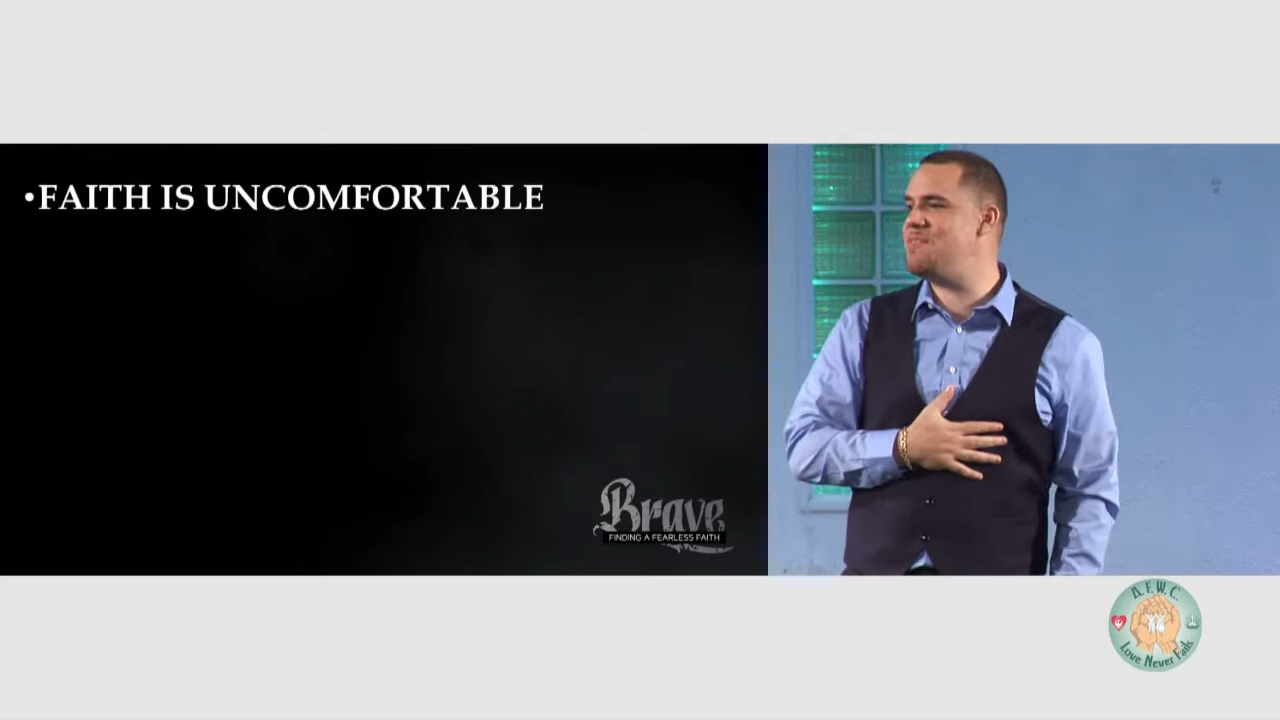 •FAITH IS UNCOMFORTABLE
Brave
FINDING A FEARLESS FAITH
A.F.W.C.
Love Never Fails